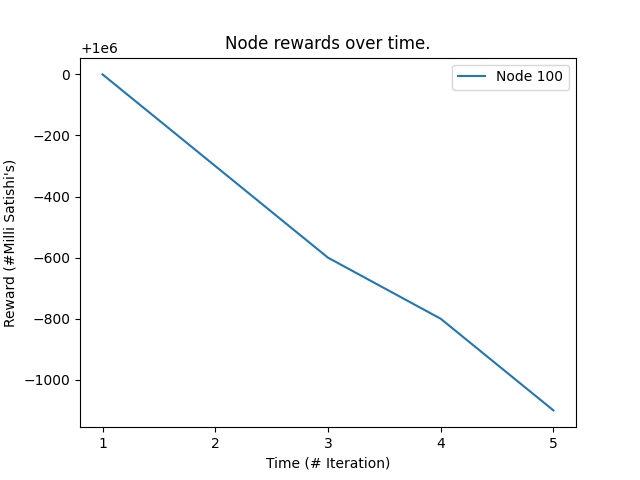 Node rewards over time.
+1e6
Node 100
0
−200
−400
−600
−800
−1000
Reward (#Milli Satishi's)
1 2 3 4 5
Time (# Iteration)